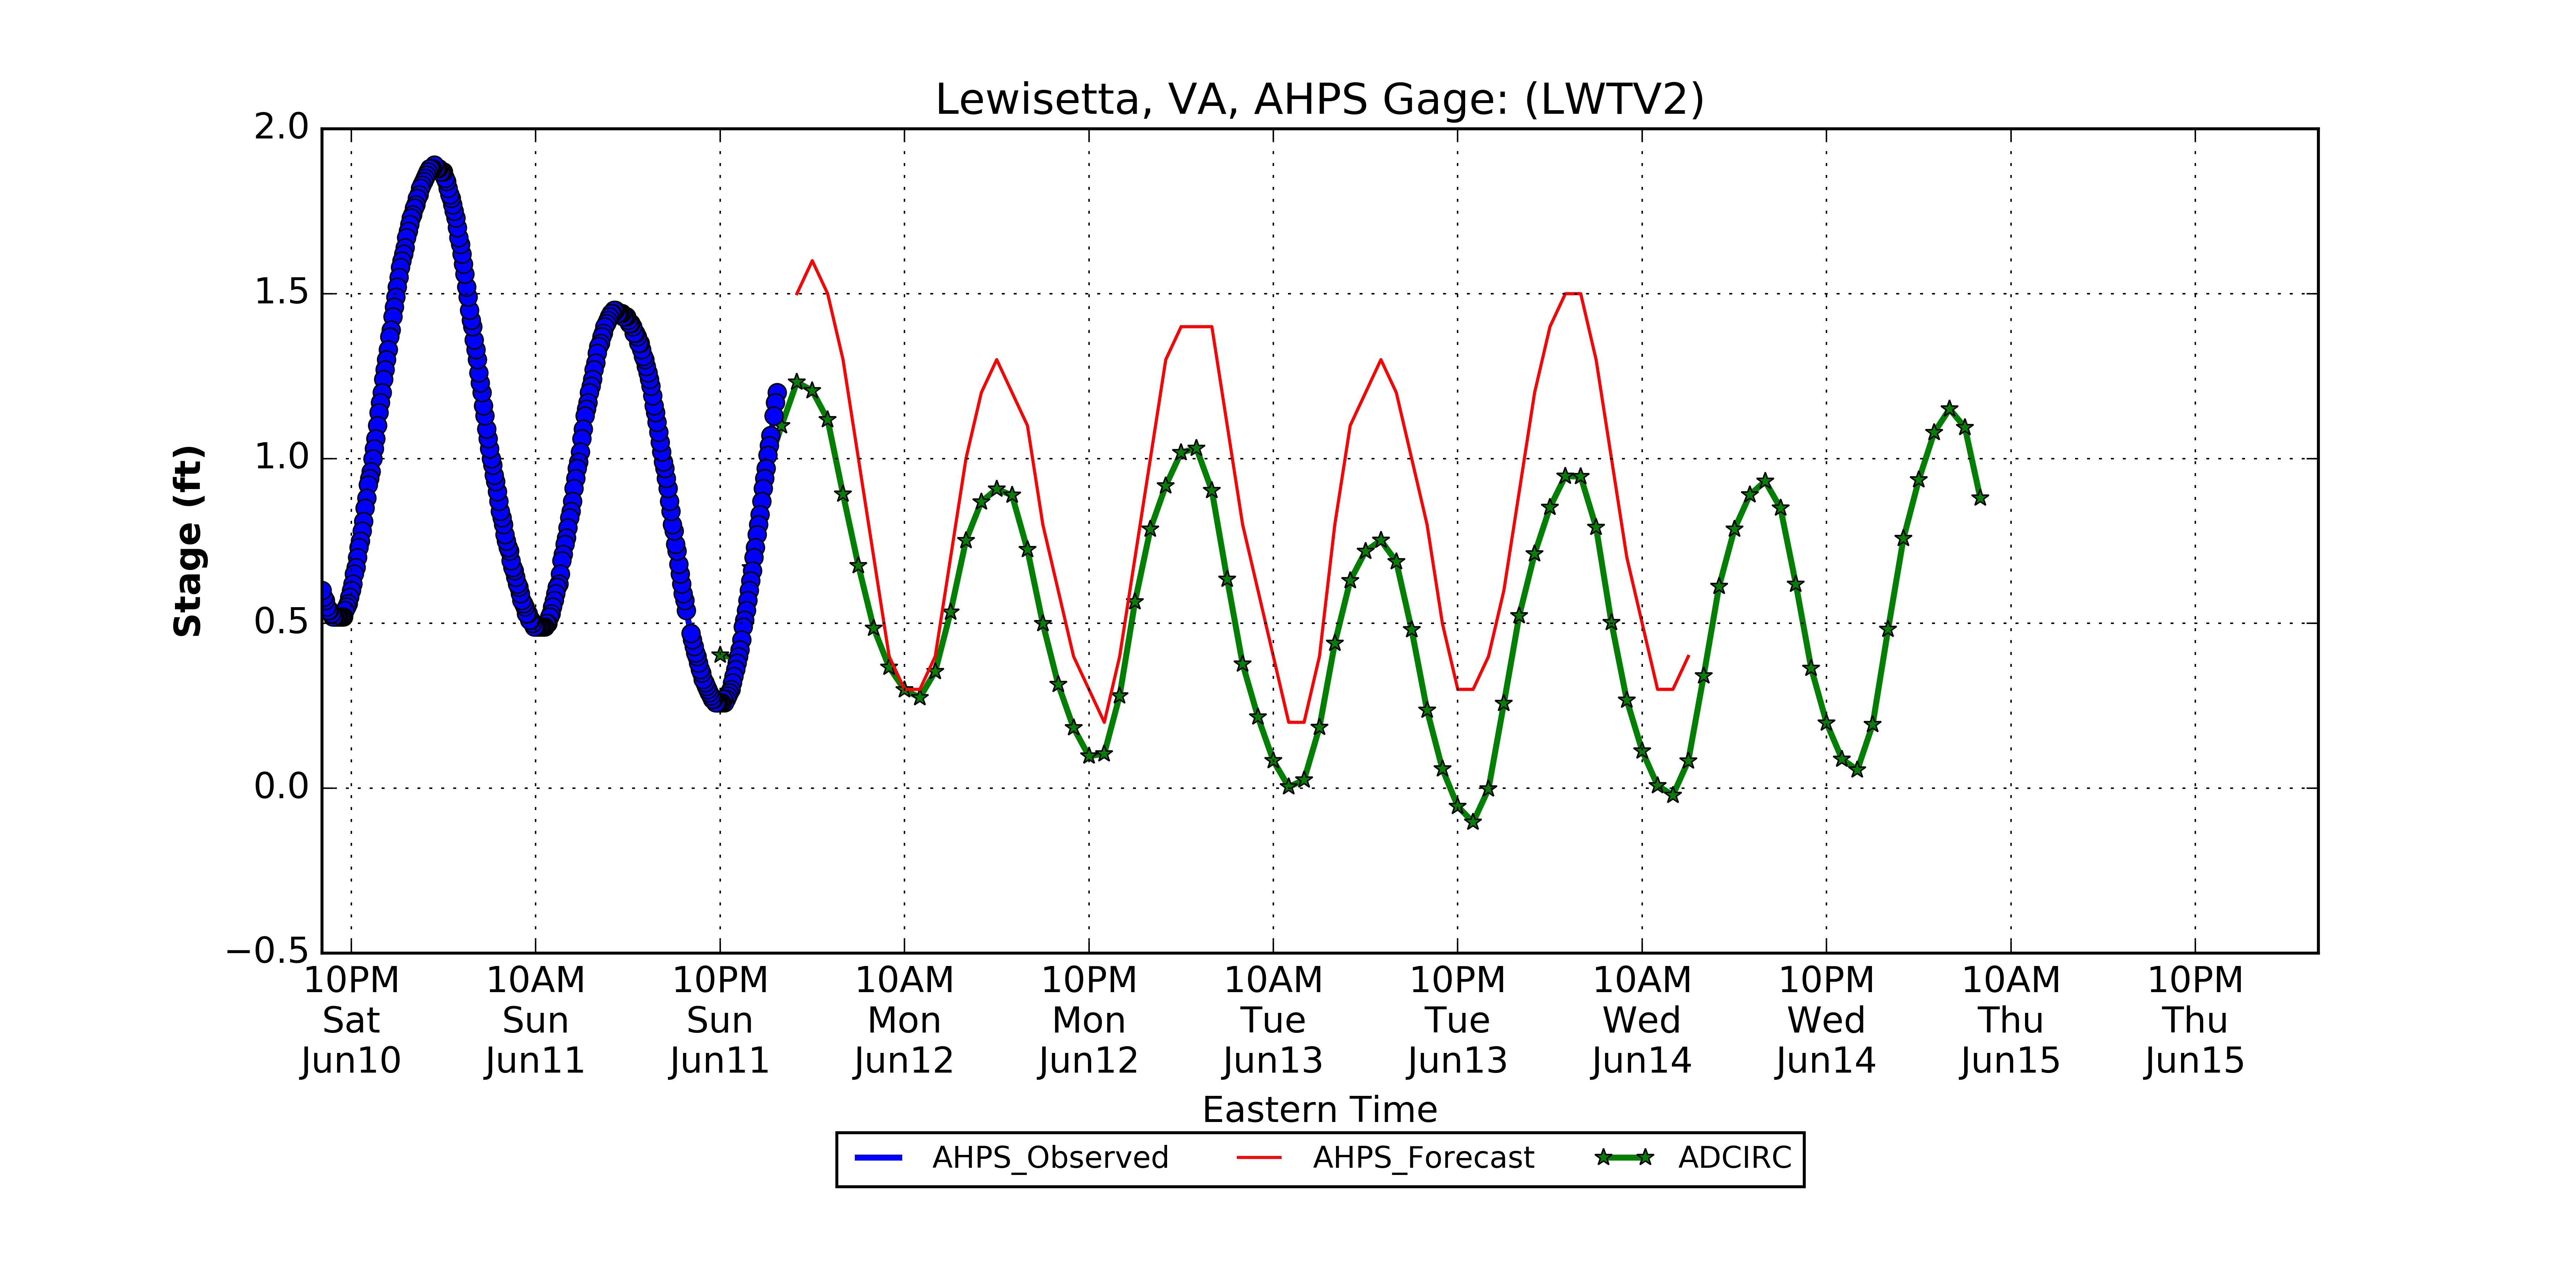 Lewisetta, VA, AHPS Gage: (LWTV2)
2.0
1.5
1.0
0.5
0.0
−0.5
Stage (ft)
10PM 10AM 10PM 10AM 10PM 10AM 10PM 10AM 10PM 10AM 10PM
Sat Sun Sun Mon Mon Tue Tue Wed Wed Thu Thu
Jun10 Jun11 Jun11 Jun12 Jun12 Jun13 Jun13 Jun14 Jun14 Jun15 Jun15
Eastern Time
AHPS_Observed AHPS_Forecast ADCIRC